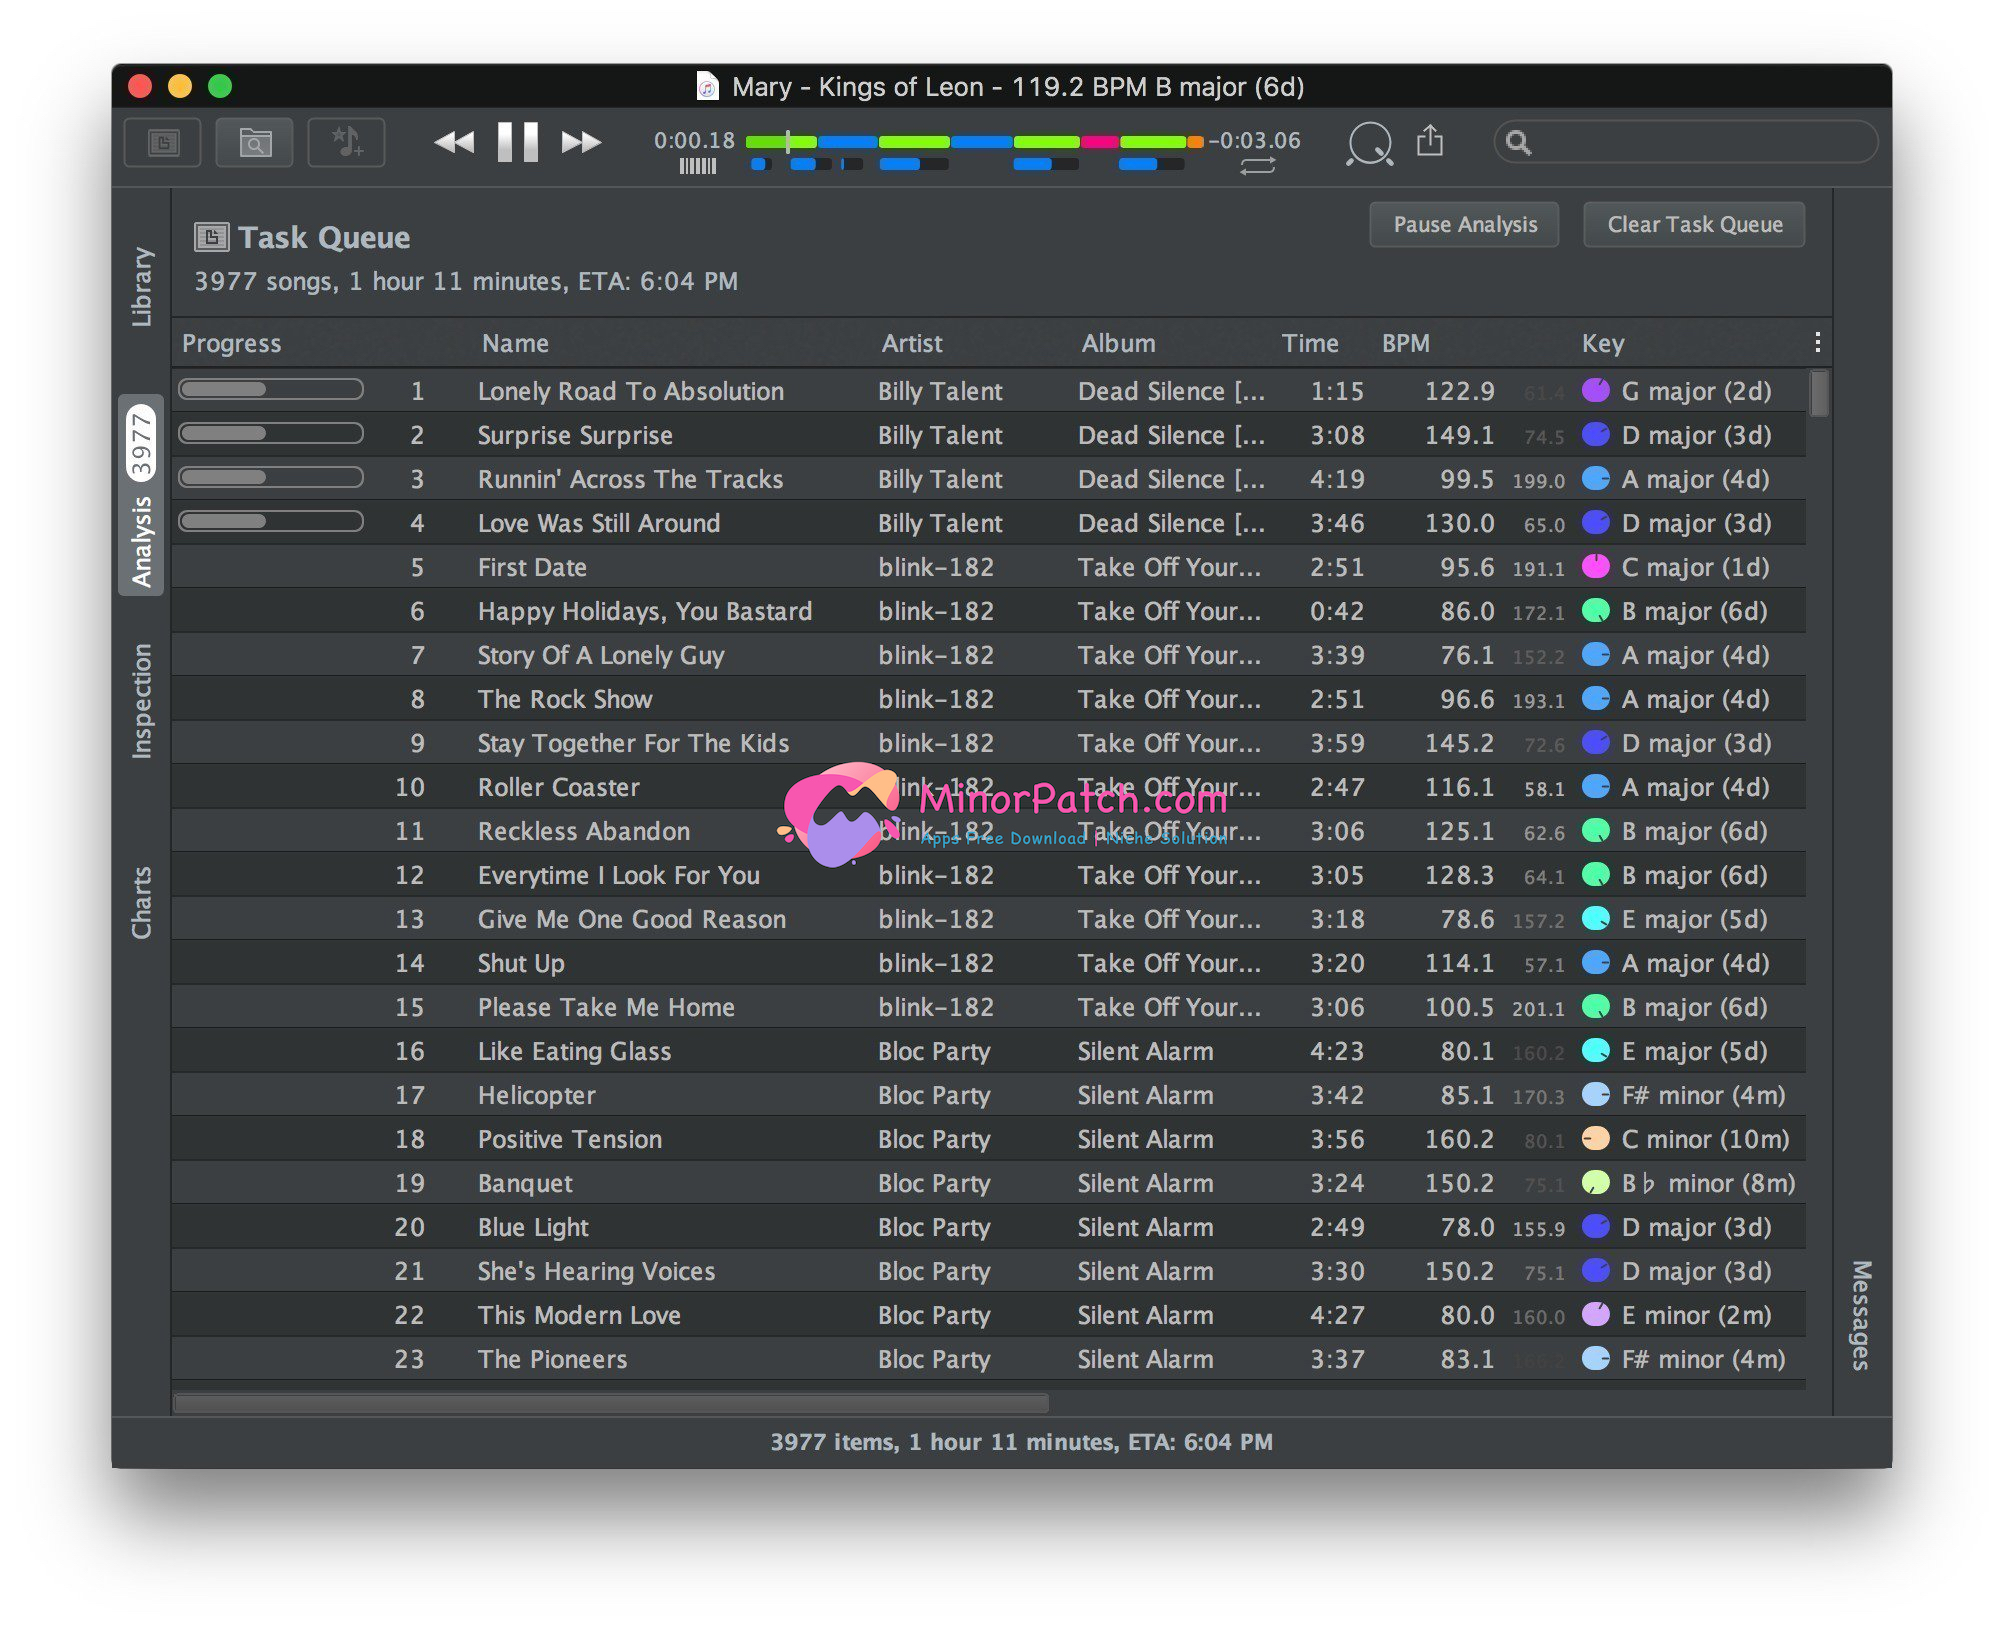 Mary - Kings of Leon - 119.2 BPM B major (6d)
0:00.18 -0:03.06
Library
Analysis 3977
Inspection
Charts
Messages
Task Queue
Pause Analysis Clear Task Queue
3977 songs, 1 hour 11 minutes, ETA: 6:04 PM
Progress Name Artist Album Time BPM Key
1 Lonely Road To Absolution Billy Talent Dead Silence [... 1:15 122.9 61.4 G major (2d)
2 Surprise Surprise Billy Talent Dead Silence [... 3:08 149.1 74.5 D major (3d)
3 Runnin' Across The Tracks Billy Talent Dead Silence [... 4:19 99.5 199.0 A major (4d)
4 Love Was Still Around Billy Talent Dead Silence [... 3:46 130.0 65.0 D major (3d)
5 First Date blink-182 Take Off Your... 2:51 95.6 191.1 C major (1d)
6 Happy Holidays, You Bastard blink-182 Take Off Your... 0:42 86.0 172.1 B major (6d)
7 Story Of A Lonely Guy blink-182 Take Off Your... 3:39 76.1 152.2 A major (4d)
8 The Rock Show blink-182 Take Off Your... 2:51 96.6 193.1 A major (4d)
9 Stay Together For The Kids blink-182 Take Off Your... 3:59 145.2 72.6 D major (3d)
10 Roller Coaster blink-182 Take Off Your... 2:47 116.1 58.1 A major (4d)
MinorPatch.com
11 Reckless Abandon blink-182 Take Off Your... 3:06 125.1 62.6 B major (6d)
Apps Free Download | Niche Solution
12 Everytime I Look For You blink-182 Take Off Your... 3:05 128.3 64.1 B major (6d)
13 Give Me One Good Reason blink-182 Take Off Your... 3:18 78.6 157.2 E major (5d)
14 Shut Up blink-182 Take Off Your... 3:20 114.1 57.1 A major (4d)
15 Please Take Me Home blink-182 Take Off Your... 3:06 100.5 201.1 B major (6d)
16 Like Eating Glass Bloc Party Silent Alarm 4:23 80.1 160.2 E major (5d)
17 Helicopter Bloc Party Silent Alarm 3:42 85.1 170.3 F# minor (4m)
18 Positive Tension Bloc Party Silent Alarm 3:56 160.2 80.1 C minor (10m)
19 Banquet Bloc Party Silent Alarm 3:24 150.2 75.1 B♭ minor (8m)
20 Blue Light Bloc Party Silent Alarm 2:49 78.0 155.9 D major (3d)
21 She's Hearing Voices Bloc Party Silent Alarm 3:30 150.2 75.1 D major (3d)
22 This Modern Love Bloc Party Silent Alarm 4:27 80.0 160.0 E minor (2m)
23 The Pioneers Bloc Party Silent Alarm 3:37 83.1 166.2 F# minor (4m)
3977 items, 1 hour 11 minutes, ETA: 6:04 PM